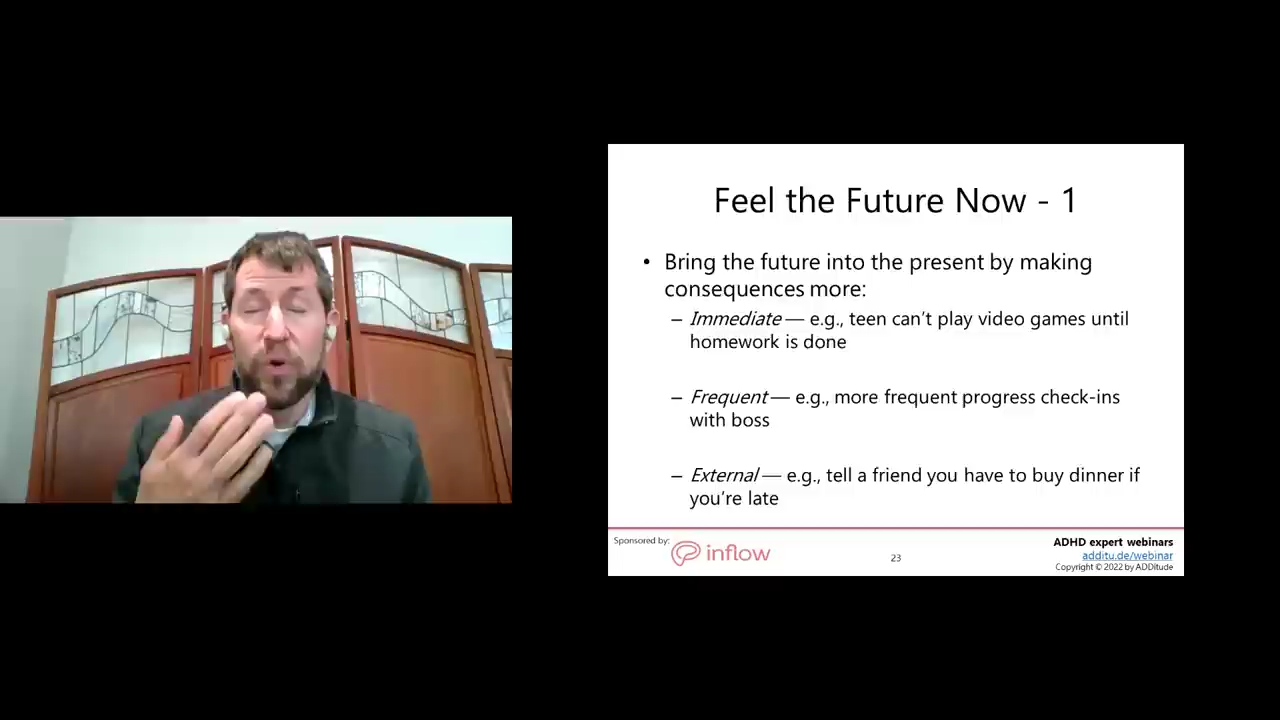 Feel the Future Now - 1
• Bring the future into the present by making
consequences more:
– Immediate — e.g., teen can't play video games until
homework is done
– Frequent — e.g., more frequent progress check-ins
with boss
– External — e.g., tell a friend you have to buy dinner if
you're late
Sponsored by:
inflow
23
ADHD expert webinars
additu.de/webinar
Copyright © 2022 by ADDitude